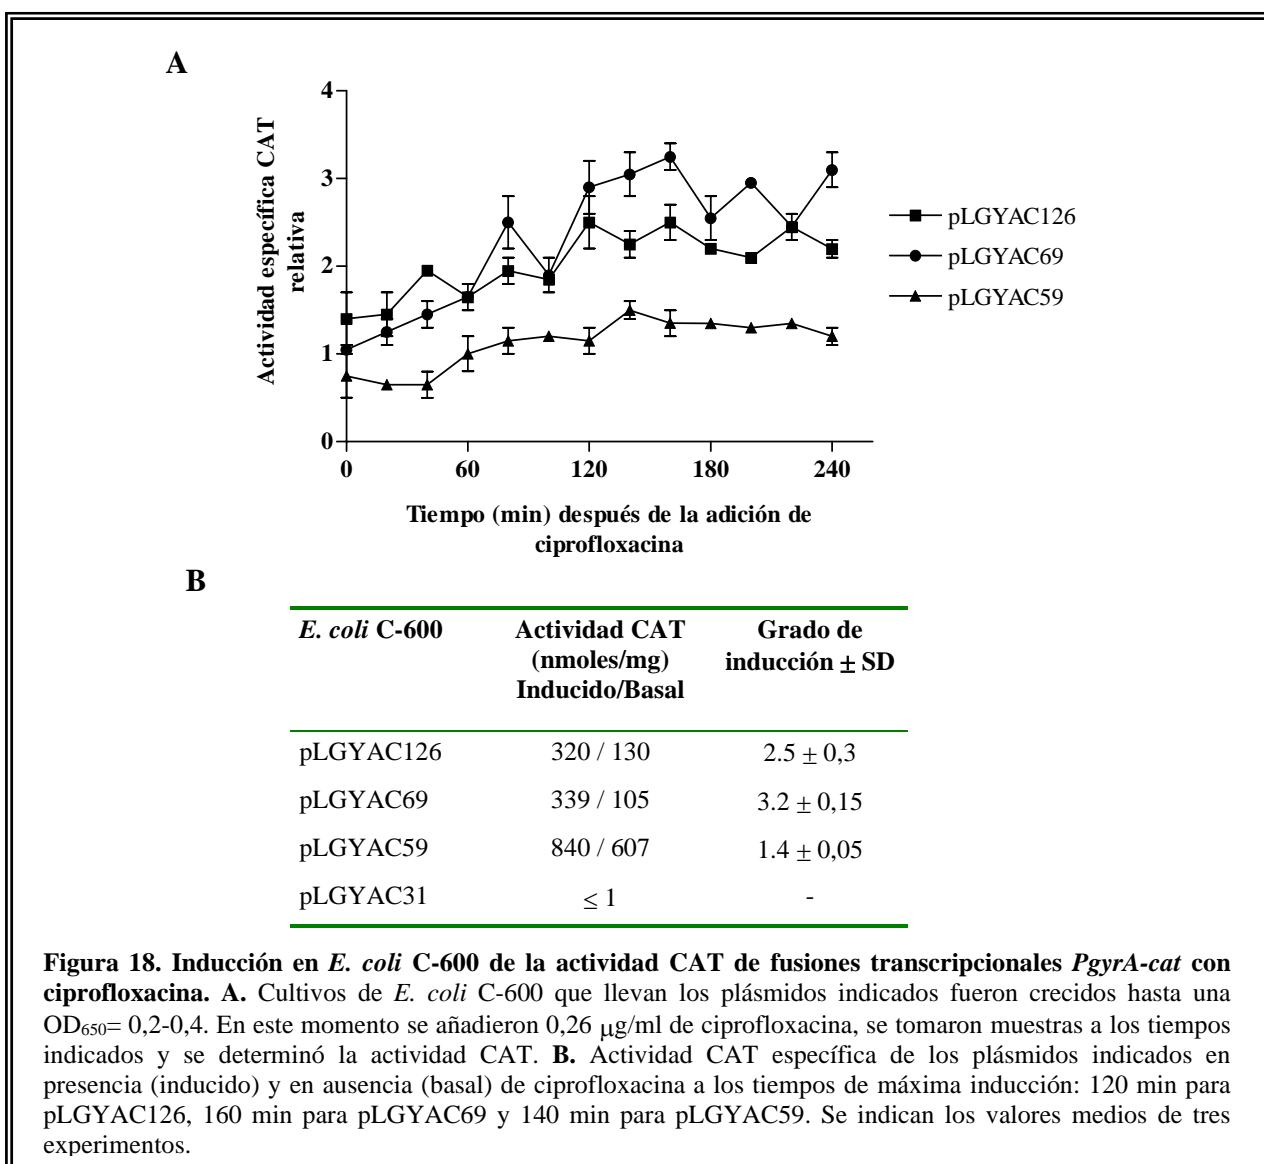 A
4
3
2
1
0
Actividad específica CAT
relativa
0 60 120 180 240
Tiempo (min) después de la adición de
ciprofloxacina
pLGYAC126
pLGYAC69
pLGYAC59
B
E. coli C-600 Actividad CAT (nmoles/mg) Inducido/Basal Grado de inducción ± SD
pLGYAC126 320 / 130 2.5 ± 0,3
pLGYAC69 339 / 105 3.2 ± 0,15
pLGYAC59 840 / 607 1.4 ± 0,05
pLGYAC31 ≤ 1 -
Figura 18. Inducción en E. coli C-600 de la actividad CAT de fusiones transcripcionales PgyrA-cat con
ciprofloxacina. A. Cultivos de E. coli C-600 que llevan los plásmidos indicados fueron crecidos hasta una
OD650= 0,2-0,4. En este momento se añadieron 0,26 µg/ml de ciprofloxacina, se tomaron muestras a los tiempos
indicados y se determinó la actividad CAT. B. Actividad CAT específica de los plásmidos indicados en
presencia (inducido) y en ausencia (basal) de ciprofloxacina a los tiempos de máxima inducción: 120 min para
pLGYAC126, 160 min para pLGYAC69 y 140 min para pLGYAC59. Se indican los valores medios de tres
experimentos.